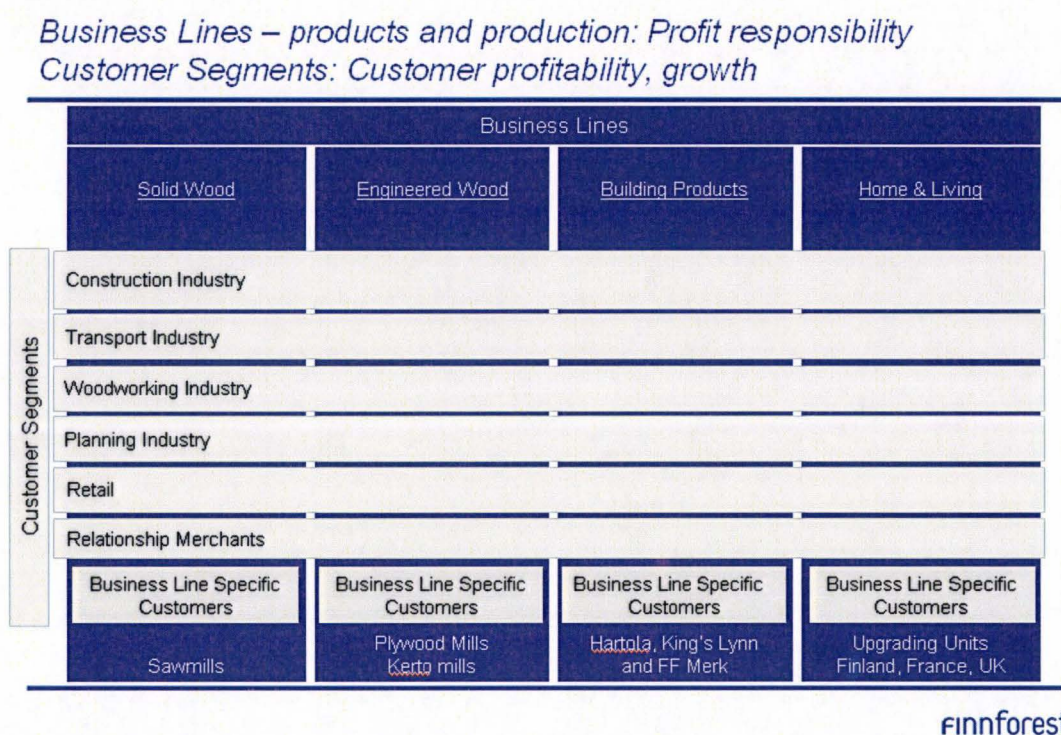 Business Lines – products and production: Profit responsibility
Customer Segments: Customer profitability, growth
Business Lines
Solid Wood
Engineered Wood
Building Products
Home & Living
Customer Segments
Construction Industry
Transport Industry
Woodworking Industry
Planning Industry
Retail
Relationship Merchants
Business Line Specific
Customers
Business Line Specific
Customers
Business Line Specific
Customers
Business Line Specific
Customers
Sawmills
Plywood Mills
Kerto mills
Hartola, King's Lynn
and FF Merk
Upgrading Units
Finland, France, UK
Finnforest